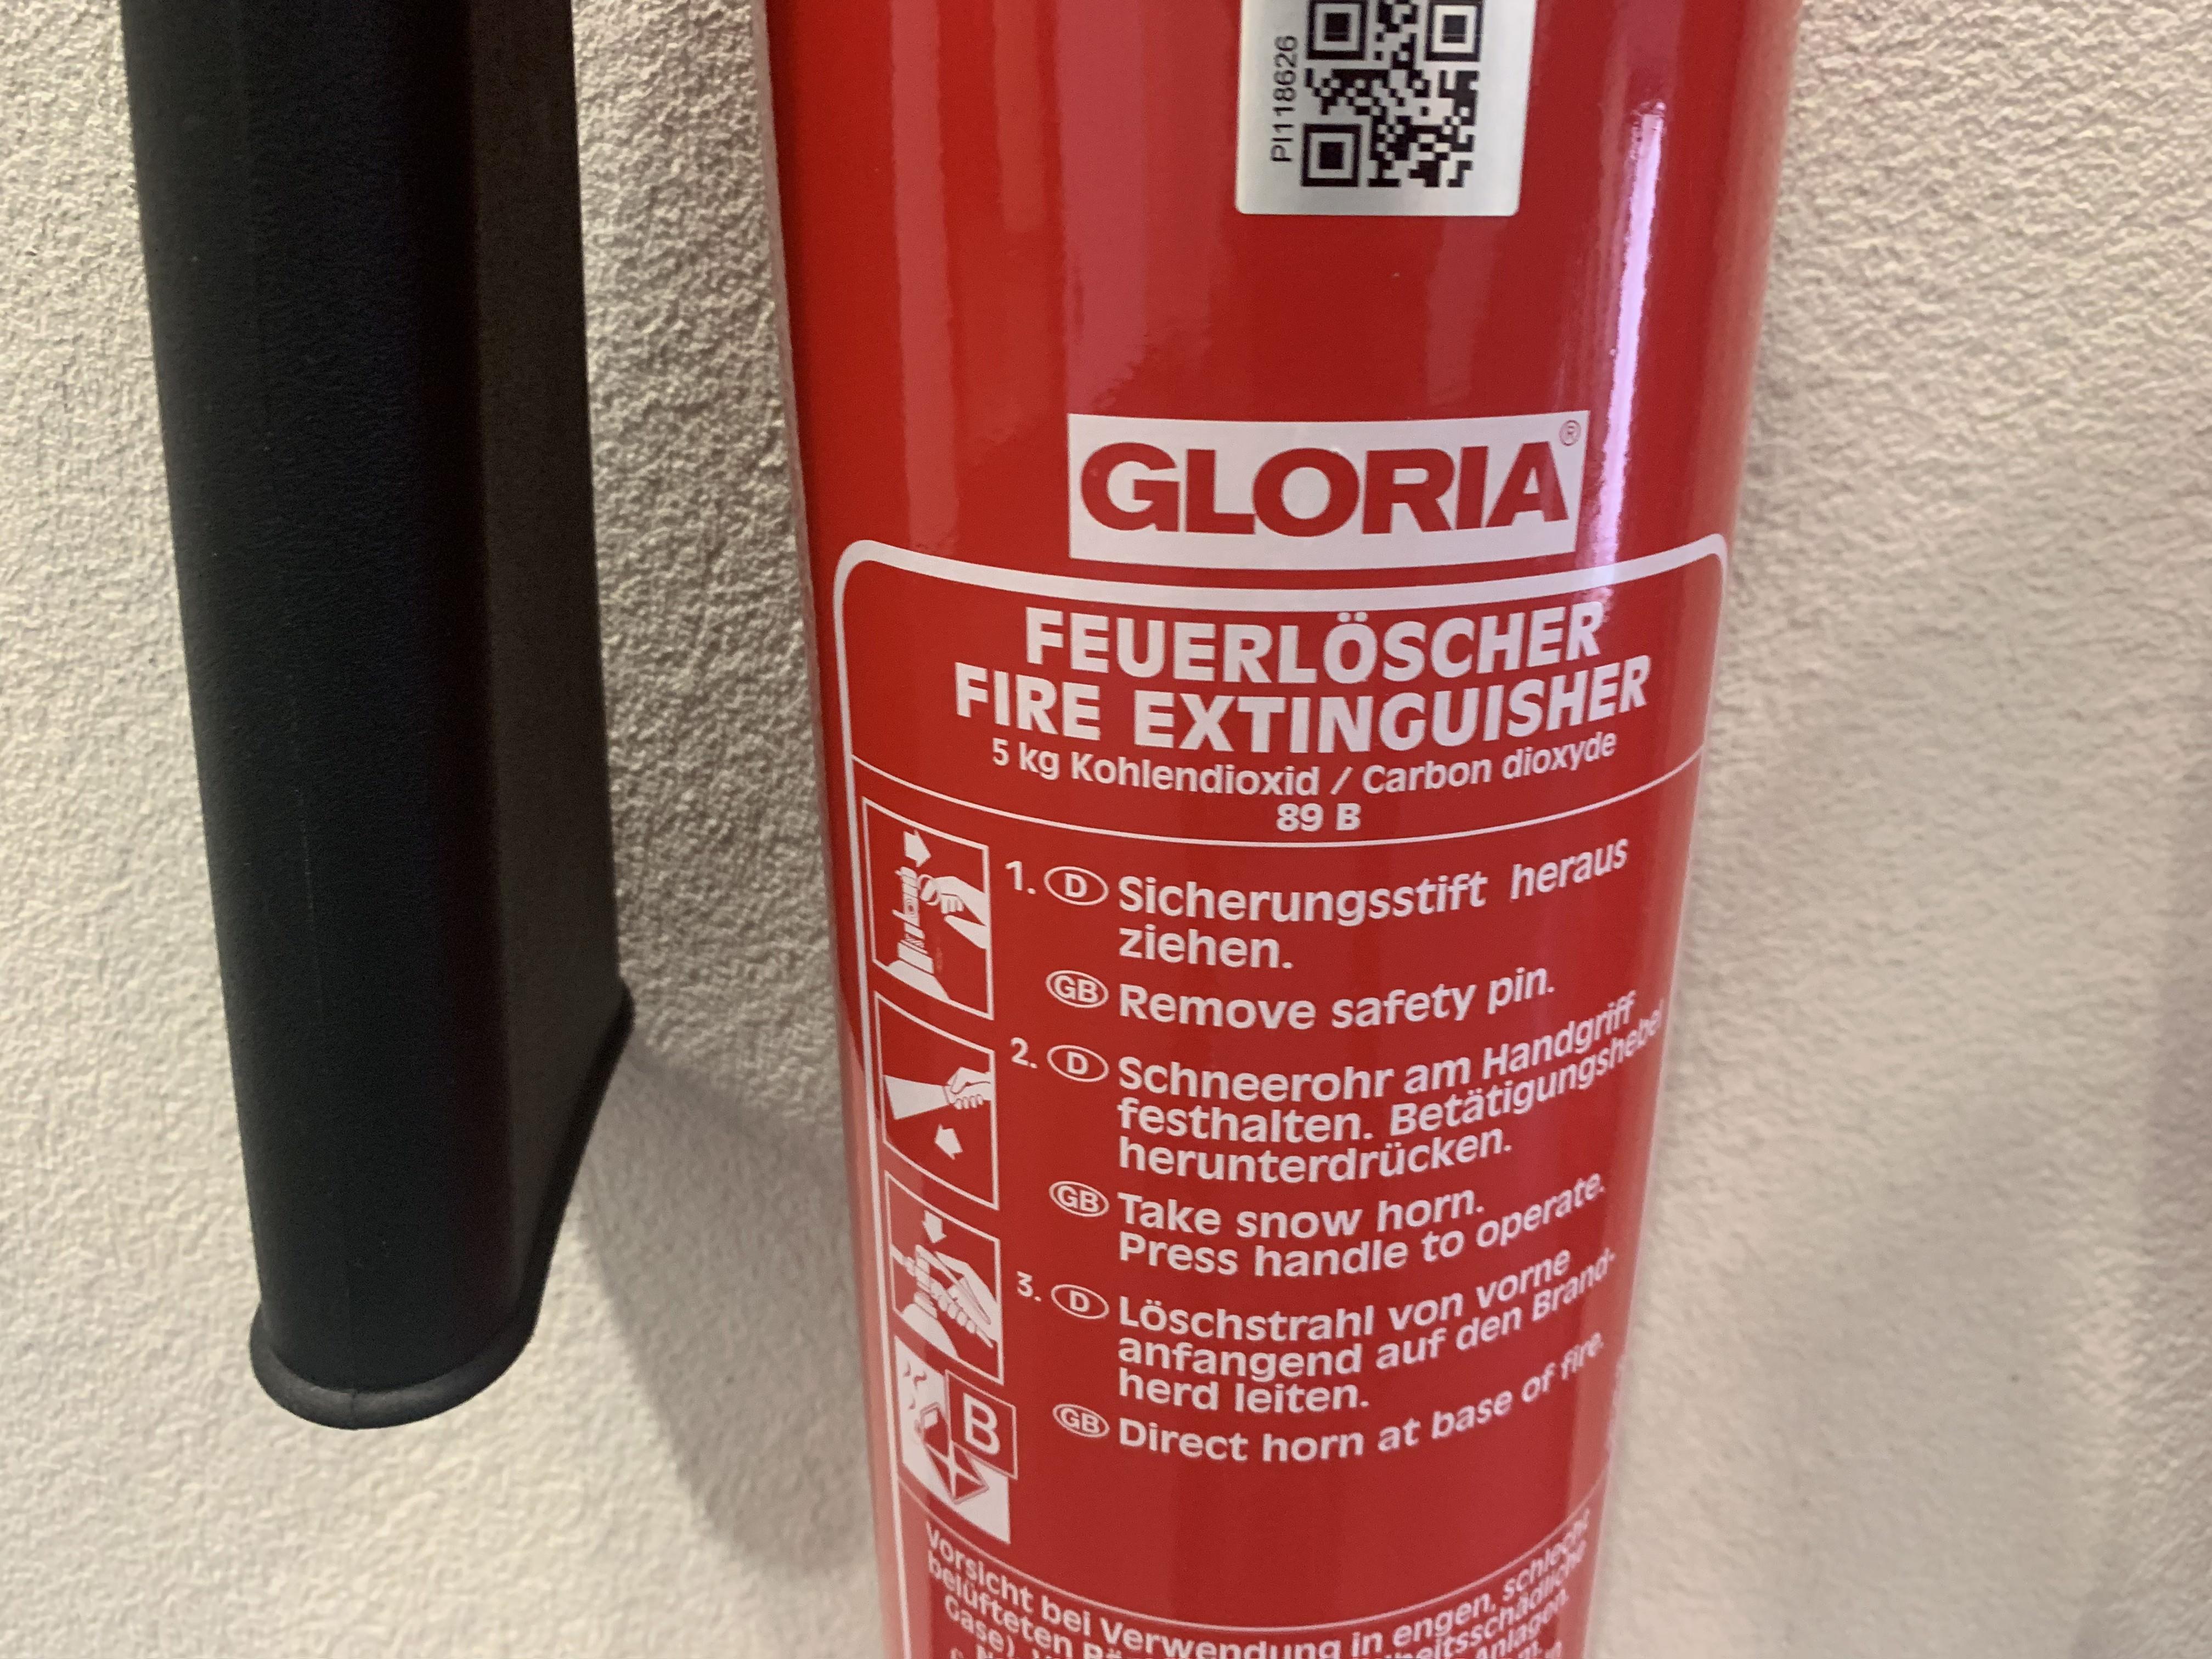 PI118626
GLORIA®
FEUERLÖSCHER
FIRE EXTINGUISHER
5 kg Kohlendioxid / Carbon dioxyde
89 B
1. D Sicherungsstift heraus
ziehen.
GB Remove safety pin.
2. D Schneerohr am Handgriff
festhalten. Betätigungshebel
herunterdrücken.
GB Take snow horn.
Press handle to operate.
3. D Löschstrahl von vorne
anfangend auf den Brand-
herd leiten.
GB Direct horn at base of fire.
B
Vorsicht bei Verwendung in engen, schlecht
belüfteten
Gase).
Anlagen.